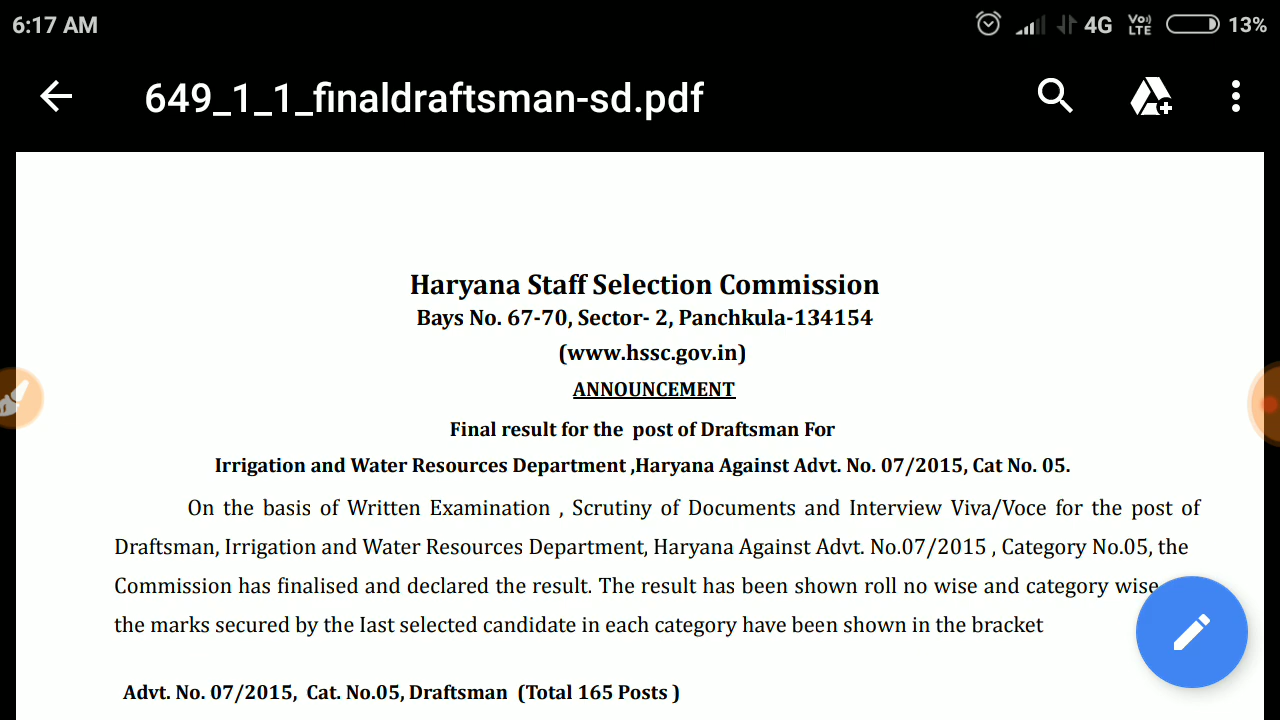 6:17 AM 4G Vo)) LTE 13%
649_1_1_finaldraftsman-sd.pdf
Haryana Staff Selection Commission
Bays No. 67-70, Sector- 2, Panchkula-134154
(www.hssc.gov.in)
ANNOUNCEMENT
Final result for the post of Draftsman For
Irrigation and Water Resources Department ,Haryana Against Advt. No. 07/2015, Cat No. 05.
On the basis of Written Examination , Scrutiny of Documents and Interview Viva/Voce for the post of
Draftsman, Irrigation and Water Resources Department, Haryana Against Advt. No.07/2015 , Category No.05, the
Commission has finalised and declared the result. The result has been shown roll no wise and category wise
the marks secured by the Iast selected candidate in each category have been shown in the bracket
Advt. No. 07/2015, Cat. No.05, Draftsman (Total 165 Posts )